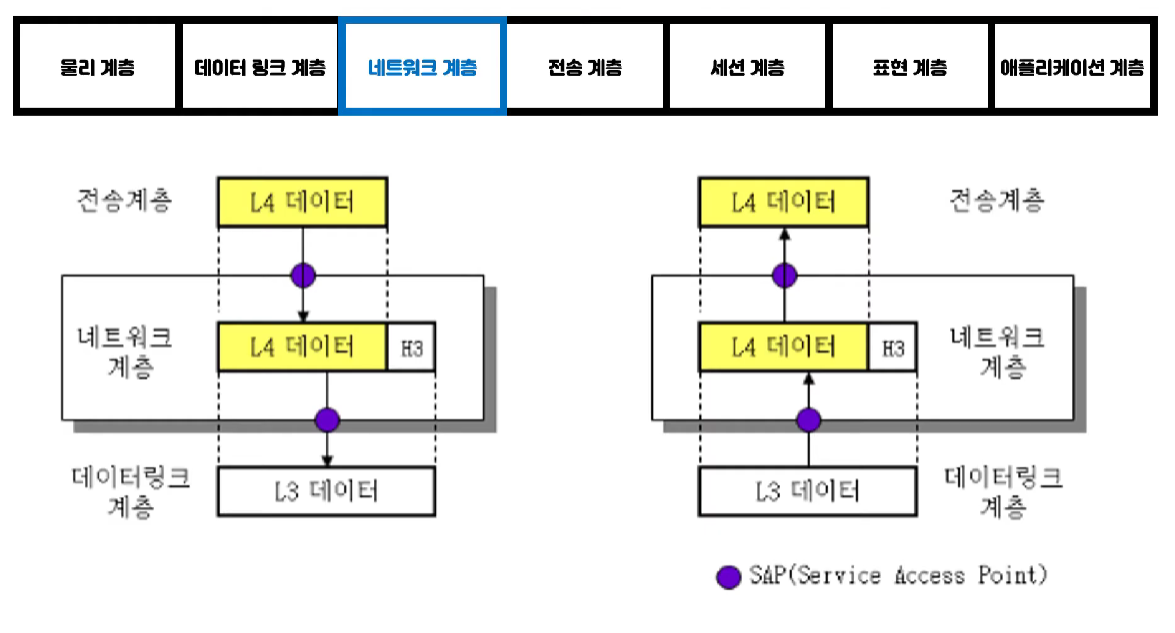 물리 계층
데이터 링크 계층
네트워크 계층
전송 계층
세션 계층
표현 계층
애플리케이션 계층
전송계층
L4 데이터
네트워크
계층
L4 데이터
H3
데이터링크
계층
L3 데이터
L4 데이터
전송계층
L4 데이터
H3
네트워크
계층
L3 데이터
데이터링크
계층
SAP(Service Access Point)